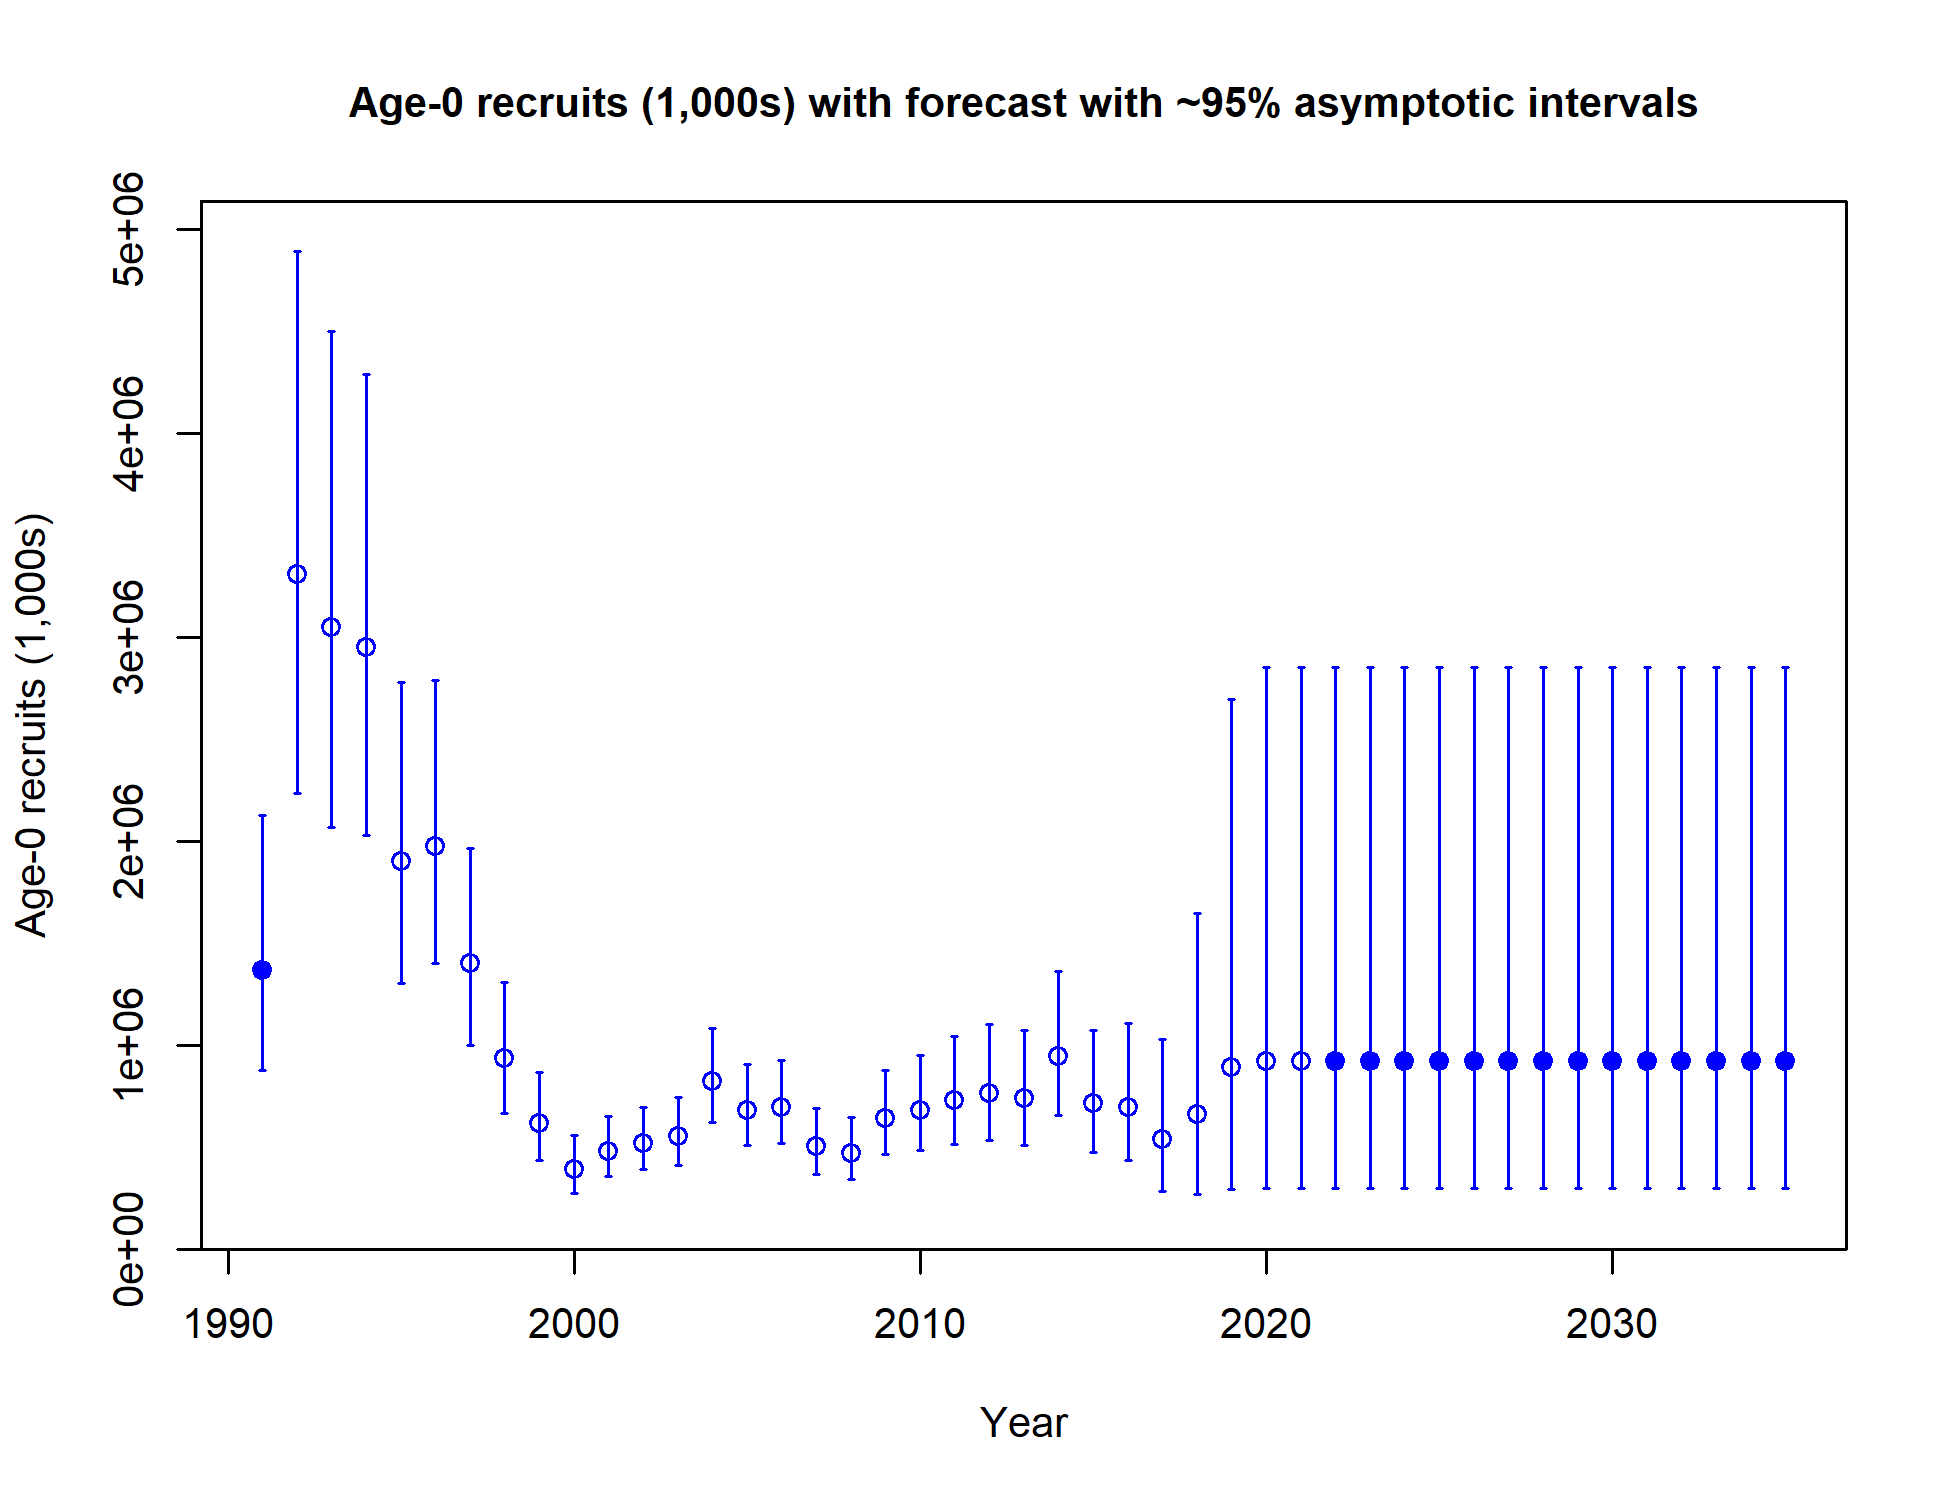 Age-0 recruits (1,000s) with forecast with ~95% asymptotic intervals
Age-0 recruits (1,000s)
5e+06
4e+06
3e+06
2e+06
1e+06
0e+00
1990 2000 2010 2020 2030
Year